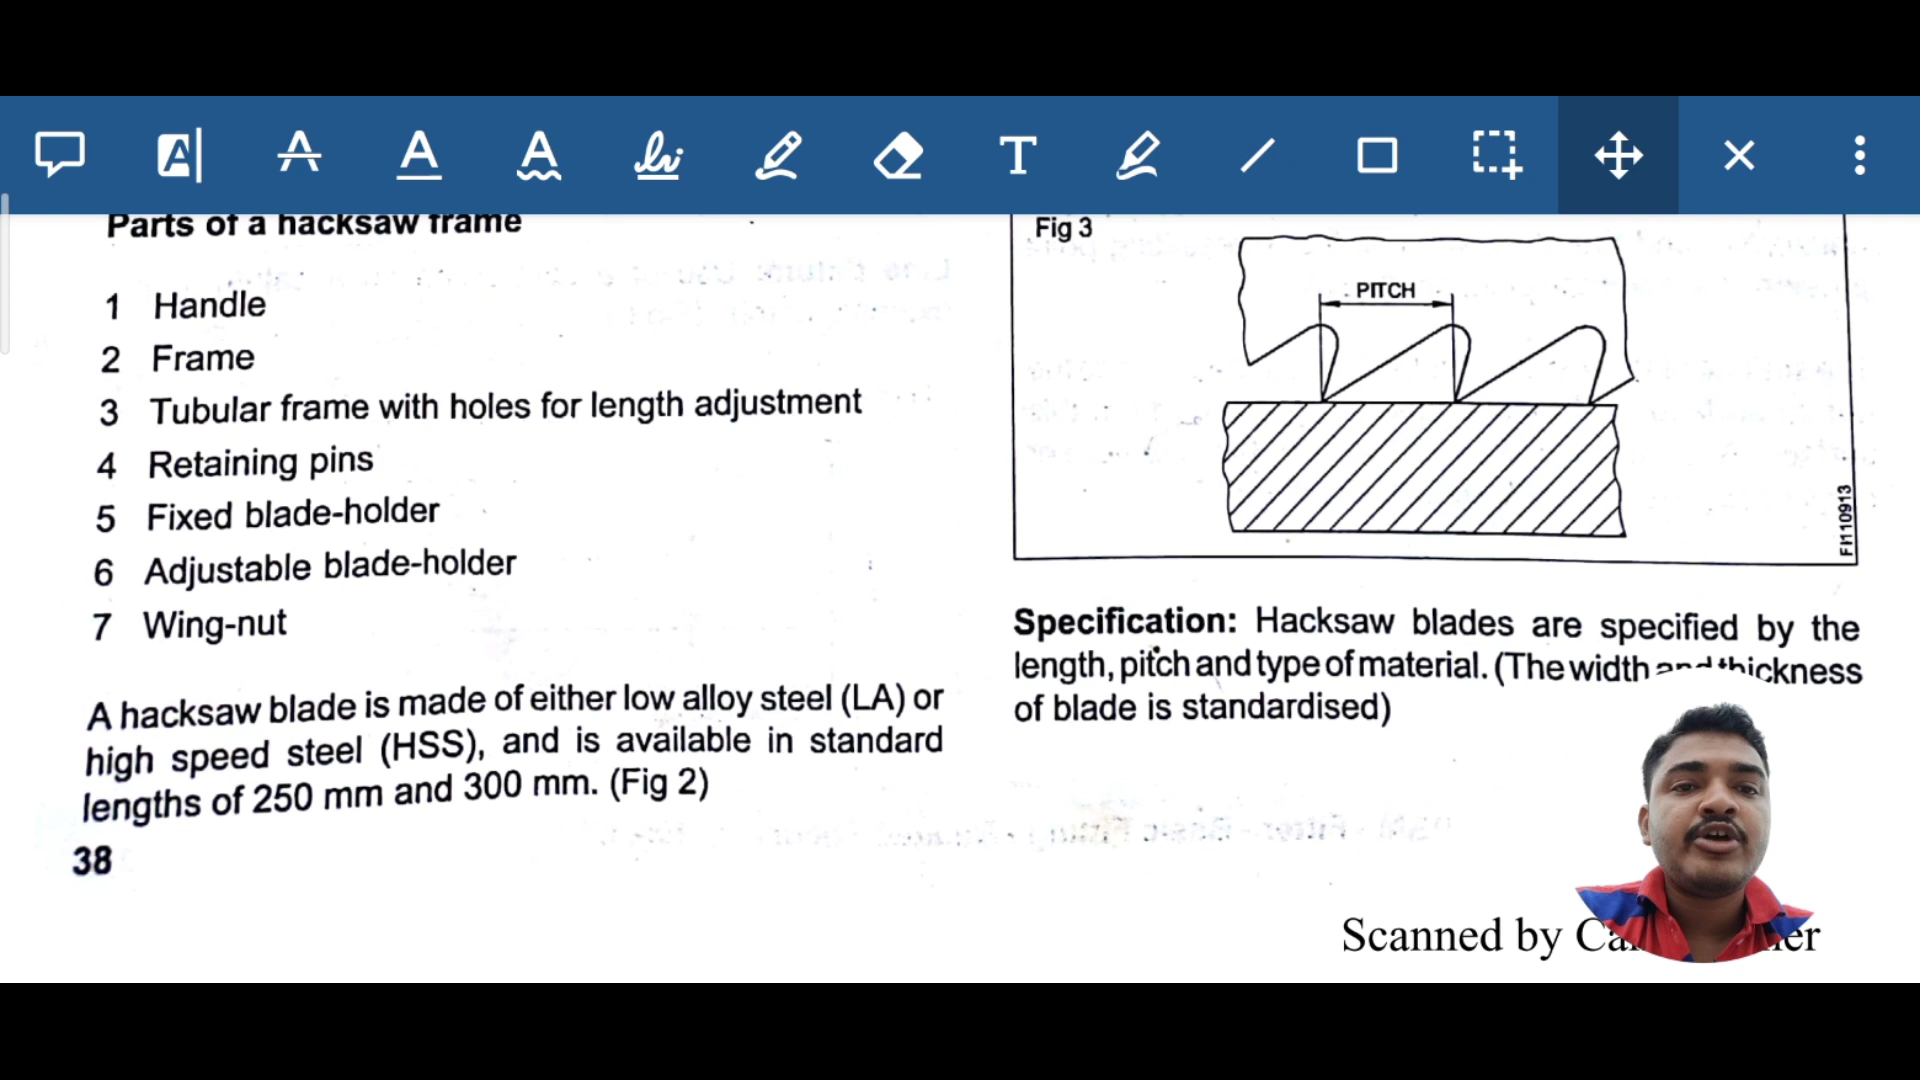 Parts of a hacksaw frame
1 Handle
2 Frame
3 Tubular frame with holes for length adjustment
4 Retaining pins
5 Fixed blade-holder
6 Adjustable blade-holder
7 Wing-nut
A hacksaw blade is made of either low alloy steel (LA) or
high speed steel (HSS), and is available in standard
lengths of 250 mm and 300 mm. (Fig 2)
38
Fig 3
PITCH
FI110913
Specification: Hacksaw blades are specified by the
length, pitch and type of material. (The width and thickness
of blade is standardised)
Scanned by